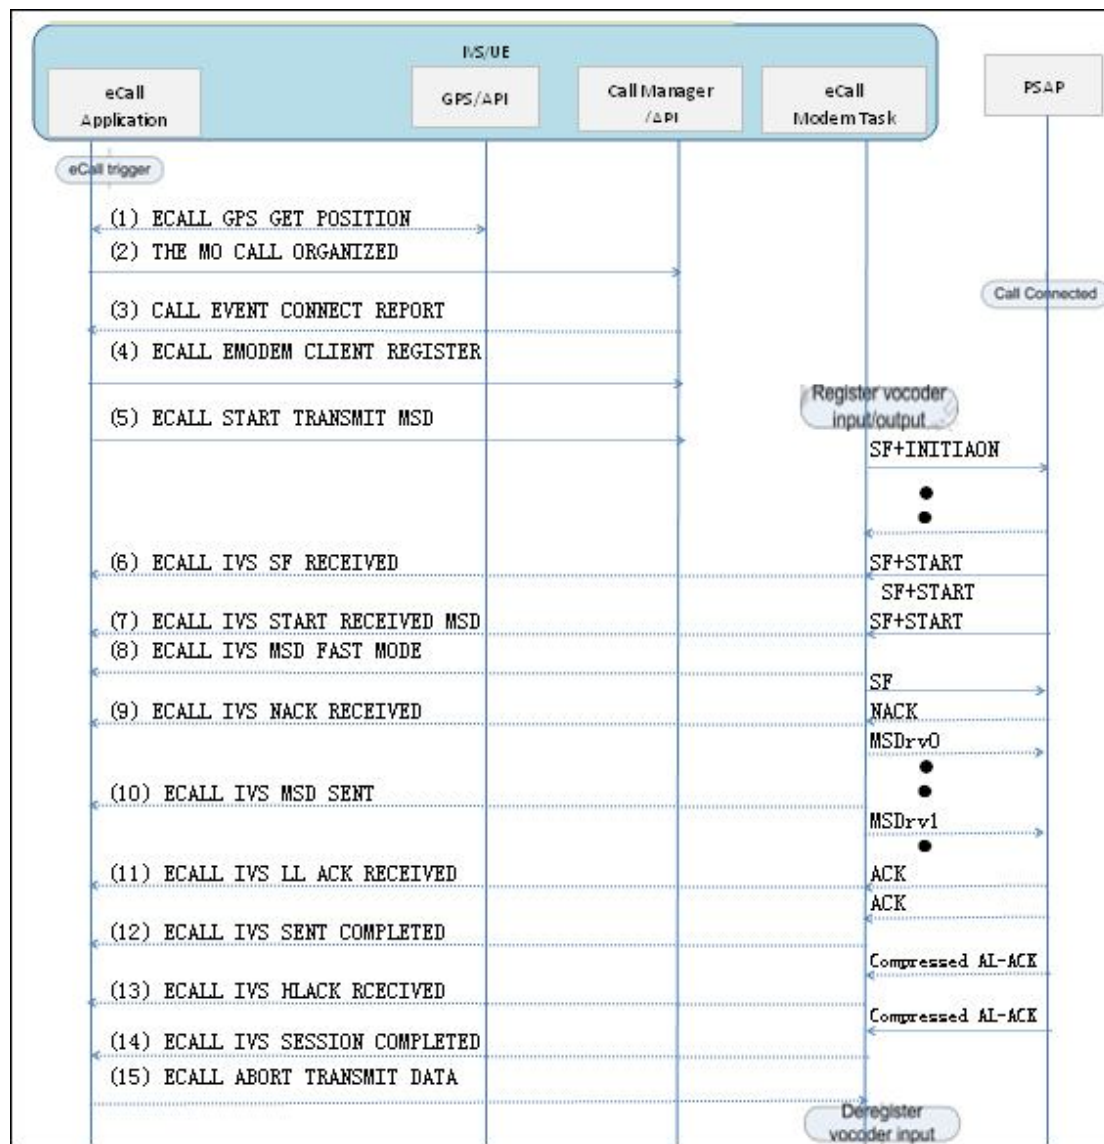 IVS/UE
eCall
Application
GPS/API
Call Manager
/API
eCall
Modem Task
PSAP
eCall trigger
(1) ECALL GPS GET POSITION
(2) THE MO CALL ORGANIZED
Call Connected
(3) CALL EVENT CONNECT REPORT
(4) ECALL EMODEM CLIENT REGISTER
Register vocoder
input/output
(5) ECALL START TRANSMIT MSD
SF+INITIAON
(6) ECALL IVS SF RECEIVED
SF+START
SF+START
(7) ECALL IVS START RECEIVED MSD
SF+START
(8) ECALL IVS MSD FAST MODE
SF
(9) ECALL IVS NACK RECEIVED
NACK
MSDrv0
(10) ECALL IVS MSD SENT
MSDrv1
(11) ECALL IVS LL ACK RECEIVED
ACK
ACK
(12) ECALL IVS SENT COMPLETED
Compressed AL-ACK
(13) ECALL IVS HLACK RCECIVED
Compressed AL-ACK
(14) ECALL IVS SESSION COMPLETED
(15) ECALL ABORT TRANSMIT DATA
Deregister
vocoder input